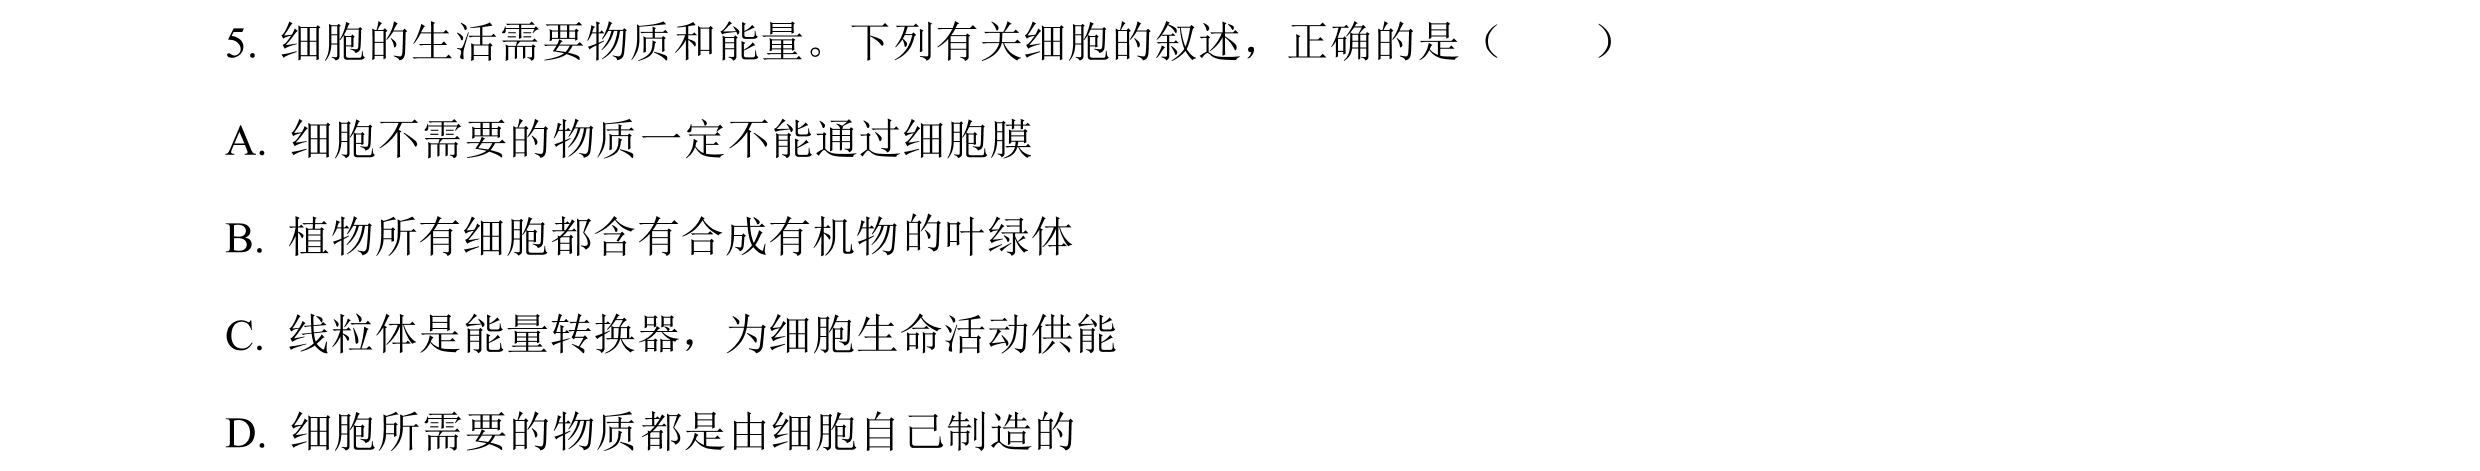 5. 细胞的生活需要物质和能量。下列有关细胞的叙述，正确的是（　　）
A. 细胞不需要的物质一定不能通过细胞膜
B. 植物所有细胞都含有合成有机物的叶绿体
C. 线粒体是能量转换器，为细胞生命活动供能
D. 细胞所需要的物质都是由细胞自己制造的